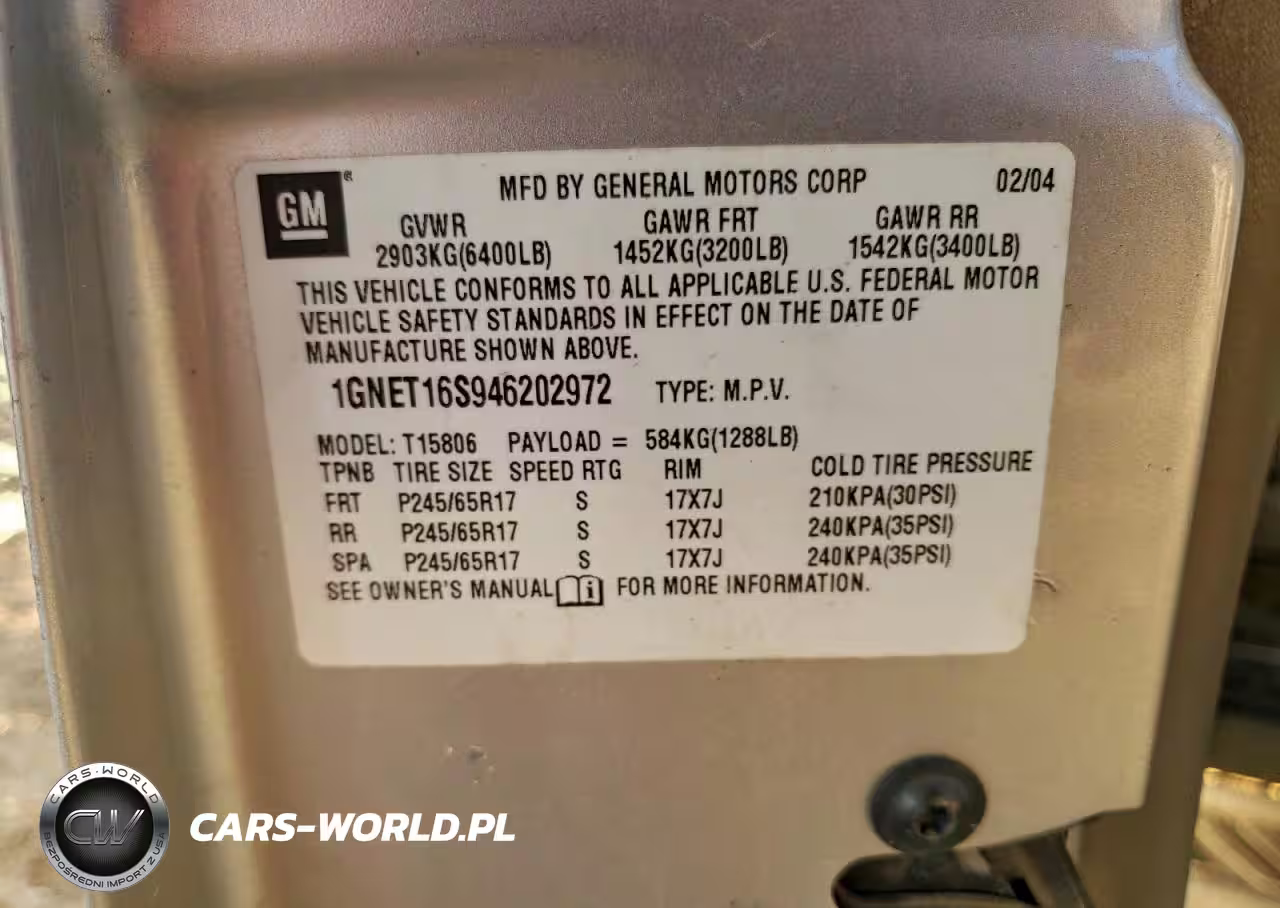 GM ®
MFD BY GENERAL MOTORS CORP 02/04
GVWR GAWR FRT GAWR RR
2903KG(6400LB) 1452KG(3200LB) 1542KG(3400LB)
THIS VEHICLE CONFORMS TO ALL APPLICABLE U.S. FEDERAL MOTOR
VEHICLE SAFETY STANDARDS IN EFFECT ON THE DATE OF
MANUFACTURE SHOWN ABOVE.
1GNET16S946202972 TYPE: M.P.V.
MODEL: T15806 PAYLOAD = 584KG(1288LB)
TPNB TIRE SIZE SPEED RTG RIM COLD TIRE PRESSURE
FRT P245/65R17 S 17X7J 210KPA(30PSI)
RR P245/65R17 S 17X7J 240KPA(35PSI)
SPA P245/65R17 S 17X7J 240KPA(35PSI)
SEE OWNER'S MANUAL FOR MORE INFORMATION.
CARS-WORLD
CW
BEZPOŚREDNI IMPORT Z USA
CARS-WORLD.PL